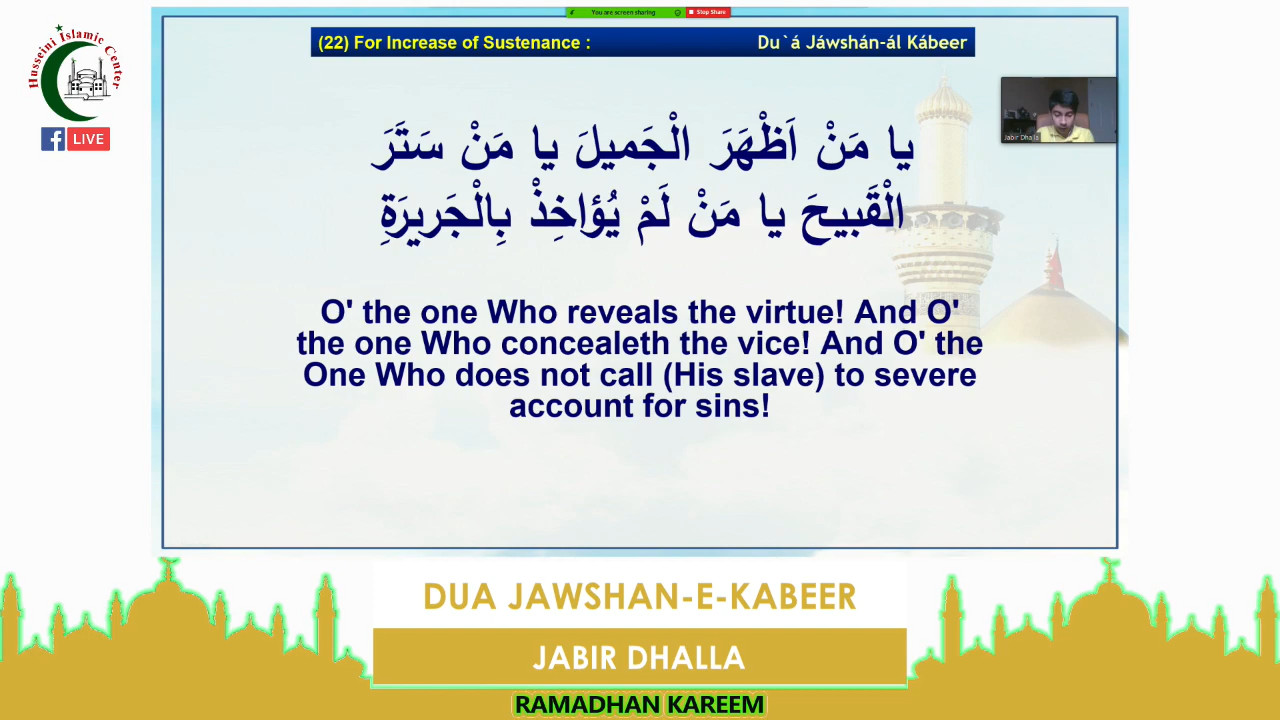 Husseini Islamic Center
LIVE
You are screen sharing
Stop Share
(22) For Increase of Sustenance :
Du`á Jáwshán-ál Kábeer
Jabir Dhalla
يا مَنْ اَظْهَرَ الْجَميلَ يا مَنْ سَتَرَ
الْقَبيحَ يا مَنْ لَمْ يُؤاخِذْ بِالْجَريرَةِ
O' the one Who reveals the virtue! And O'
the one Who concealeth the vice! And O' the
One Who does not call (His slave) to severe
account for sins!
DUA JAWSHAN-E-KABEER
JABIR DHALLA
RAMADHAN KAREEM